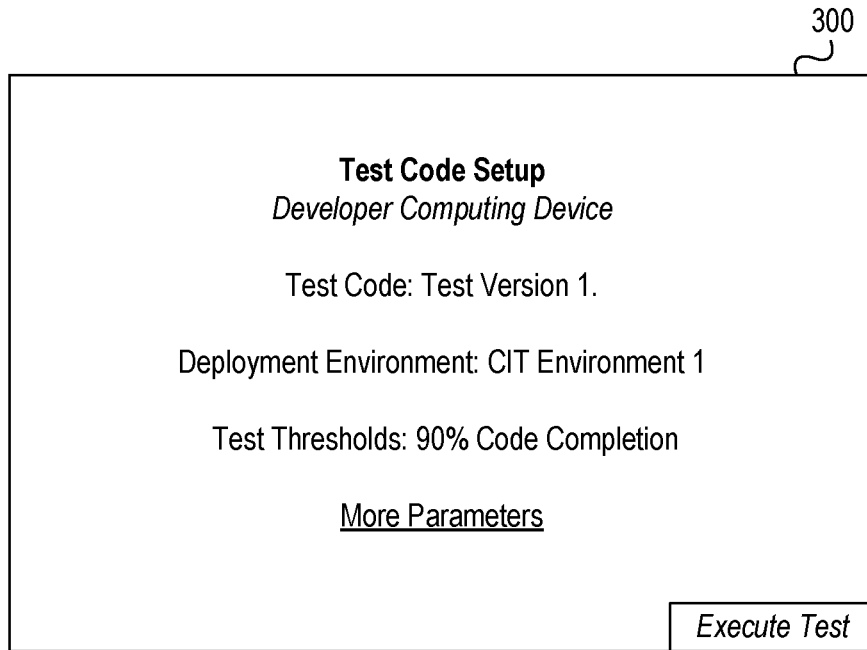 300
Test Code Setup
Developer Computing Device
Test Code: Test Version 1.
Deployment Environment: CIT Environment 1
Test Thresholds: 90% Code Completion
More Parameters
Execute Test